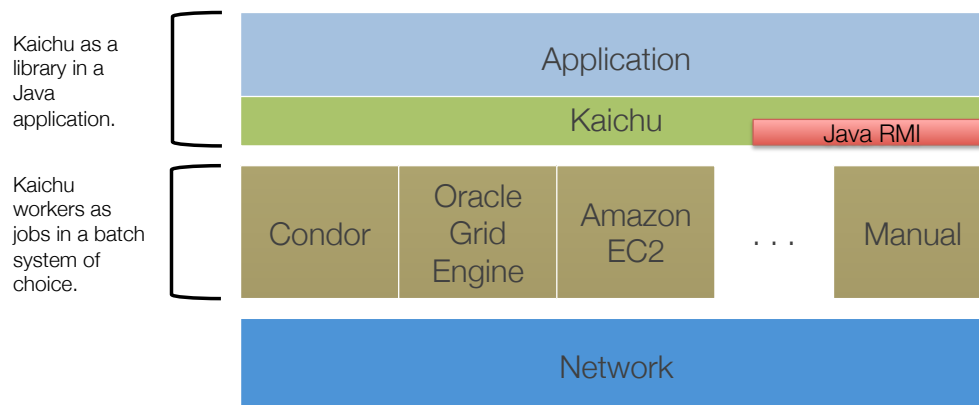 Kaichu as a
library in a
Java
application.
Application
Kaichu
Java RMI
Kaichu
workers as
jobs in a batch
system of
choice.
Condor
Oracle
Grid
Engine
Amazon
EC2
. . .
Manual
Network